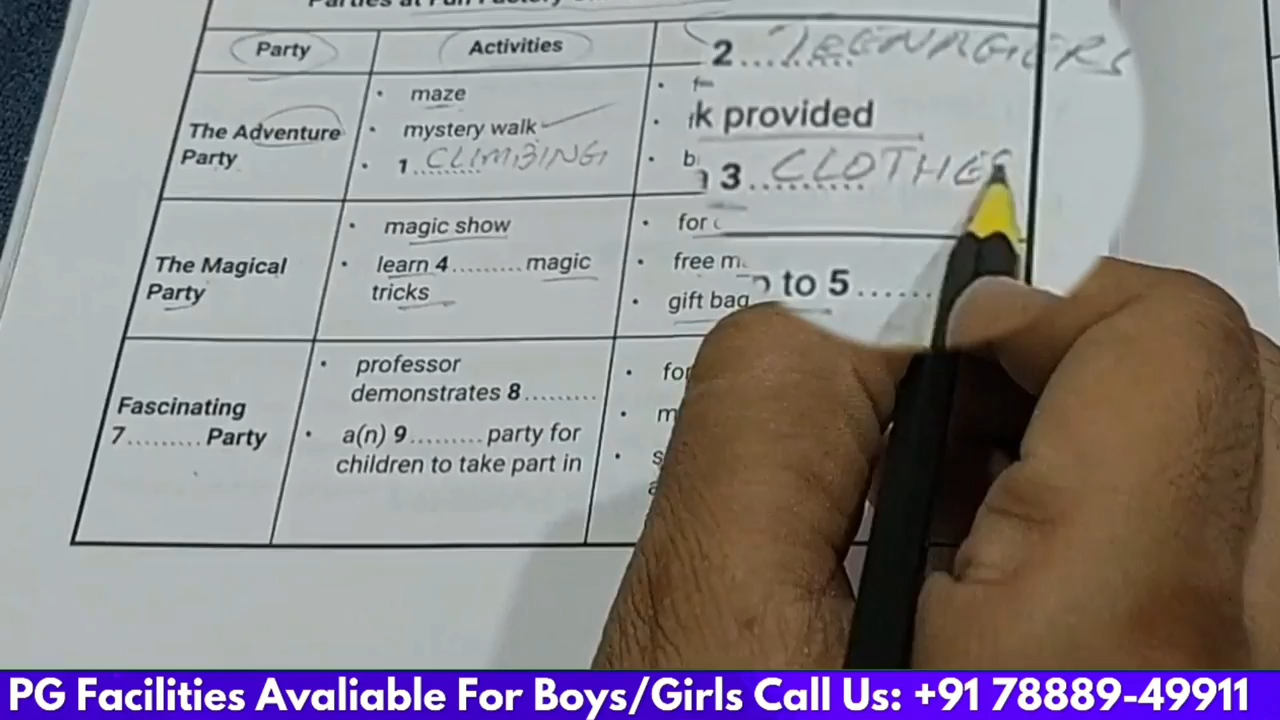 Party
Activities
2......... TEENAGERS
The Adventure
Party
maze
mystery walk
1......... CLIMBING
k provided
3......... CLOTHES
The Magical
Party
magic show
learn 4......... magic
tricks
for
free
gift bag
to 5......
Fascinating
7......... Party
professor
demonstrates 8.........
a(n) 9......... party for
children to take part in
PG Facilities Avaliable For Boys/Girls Call Us: +91 78889-49911